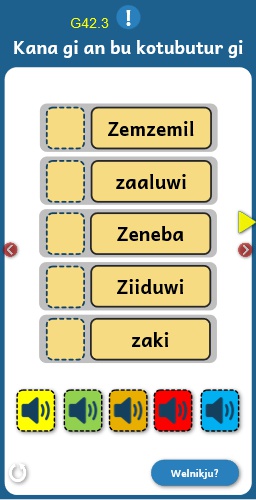 G42.3 !
Kana gi an bu kotubutur gi
Zemzemil
zaaluwi
Zeneba
Ziiduwi
zaki
Welnikju?